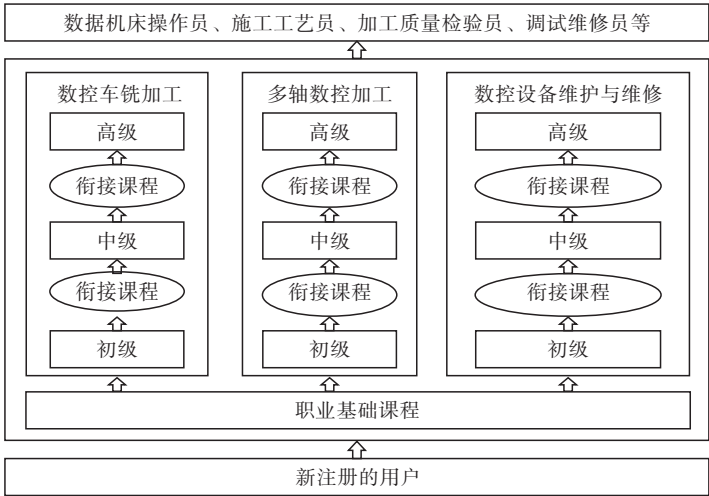 数据机床操作员、施工工艺员、加工质量检验员、调试维修员等
数控车铣加工
高级
衔接课程
中级
衔接课程
初级
多轴数控加工
高级
衔接课程
中级
衔接课程
初级
数控设备维护与维修
高级
衔接课程
中级
衔接课程
初级
职业基础课程
新注册的用户